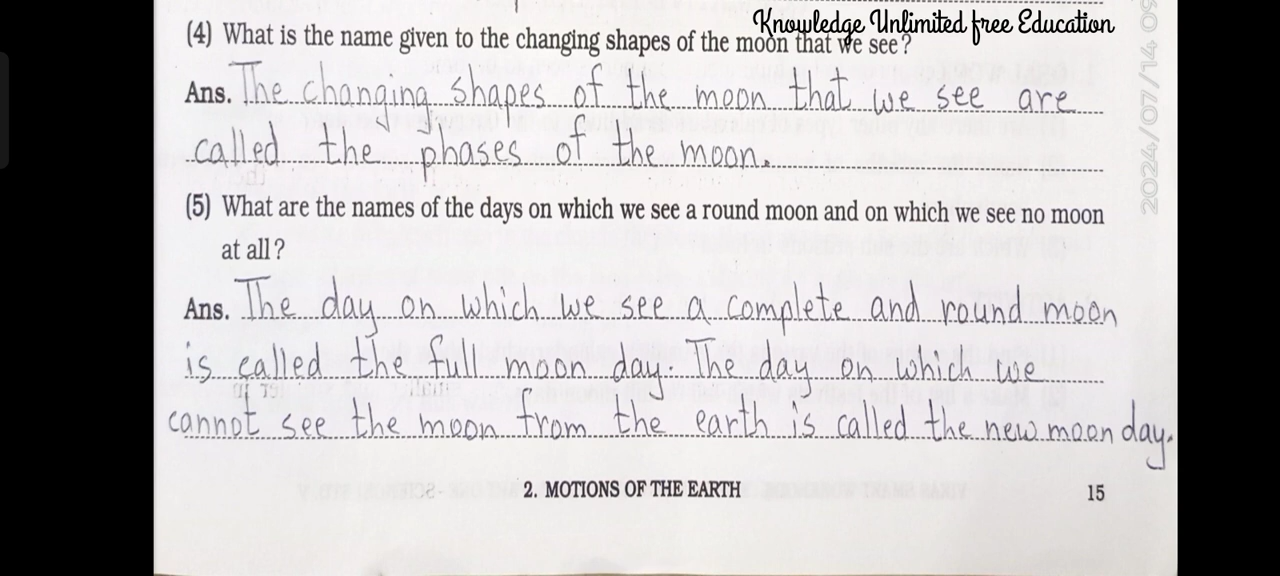 Knowledge Unlimited free Education
(4) What is the name given to the changing shapes of the moon that we see?
Ans. The changing shapes of the moon that we see are
called the phases of the moon.
(5) What are the names of the days on which we see a round moon and on which we see no moon
at all?
Ans. The day on which we see a complete and round moon
is called the full moon day. The day on which we
cannot see the moon from the earth is called the new moon day.
2. MOTIONS OF THE EARTH 15
2024/07/14 09